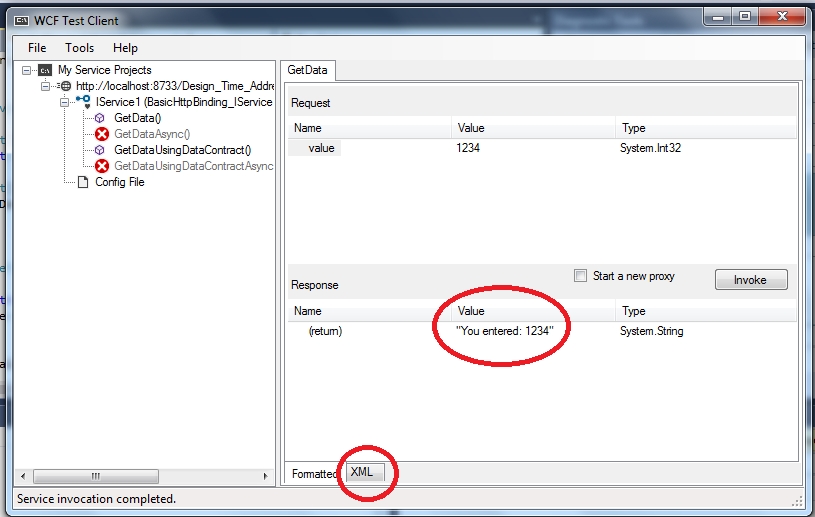 WCF Test Client
File Tools Help
My Service Projects
http://localhost:8733/Design_Time_Addre
IService1 (BasicHttpBinding_IService
GetData()
GetDataAsync()
GetDataUsingDataContract()
GetDataUsingDataContractAsync
Config File
GetData
Request
Name Value Type
value 1234 System.Int32
Response
Start a new proxy
Invoke
Name Value Type
(return) "You entered: 1234" System.String
Formatted XML
Service invocation completed.